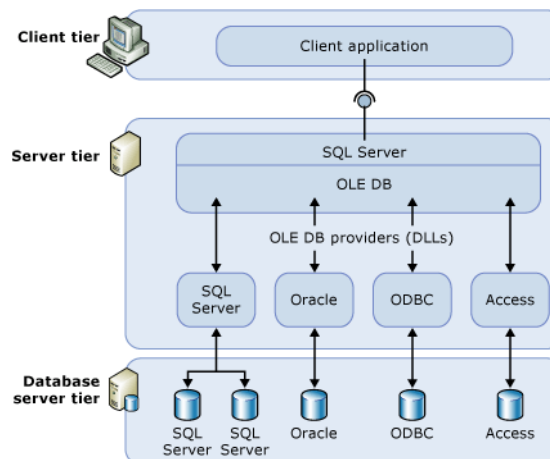 Client tier
Client application
Server tier
SQL Server
OLE DB
OLE DB providers (DLLs)
SQL
Server
Oracle
ODBC
Access
Database
server tier
SQL
Server
SQL
Server
Oracle
ODBC
Access